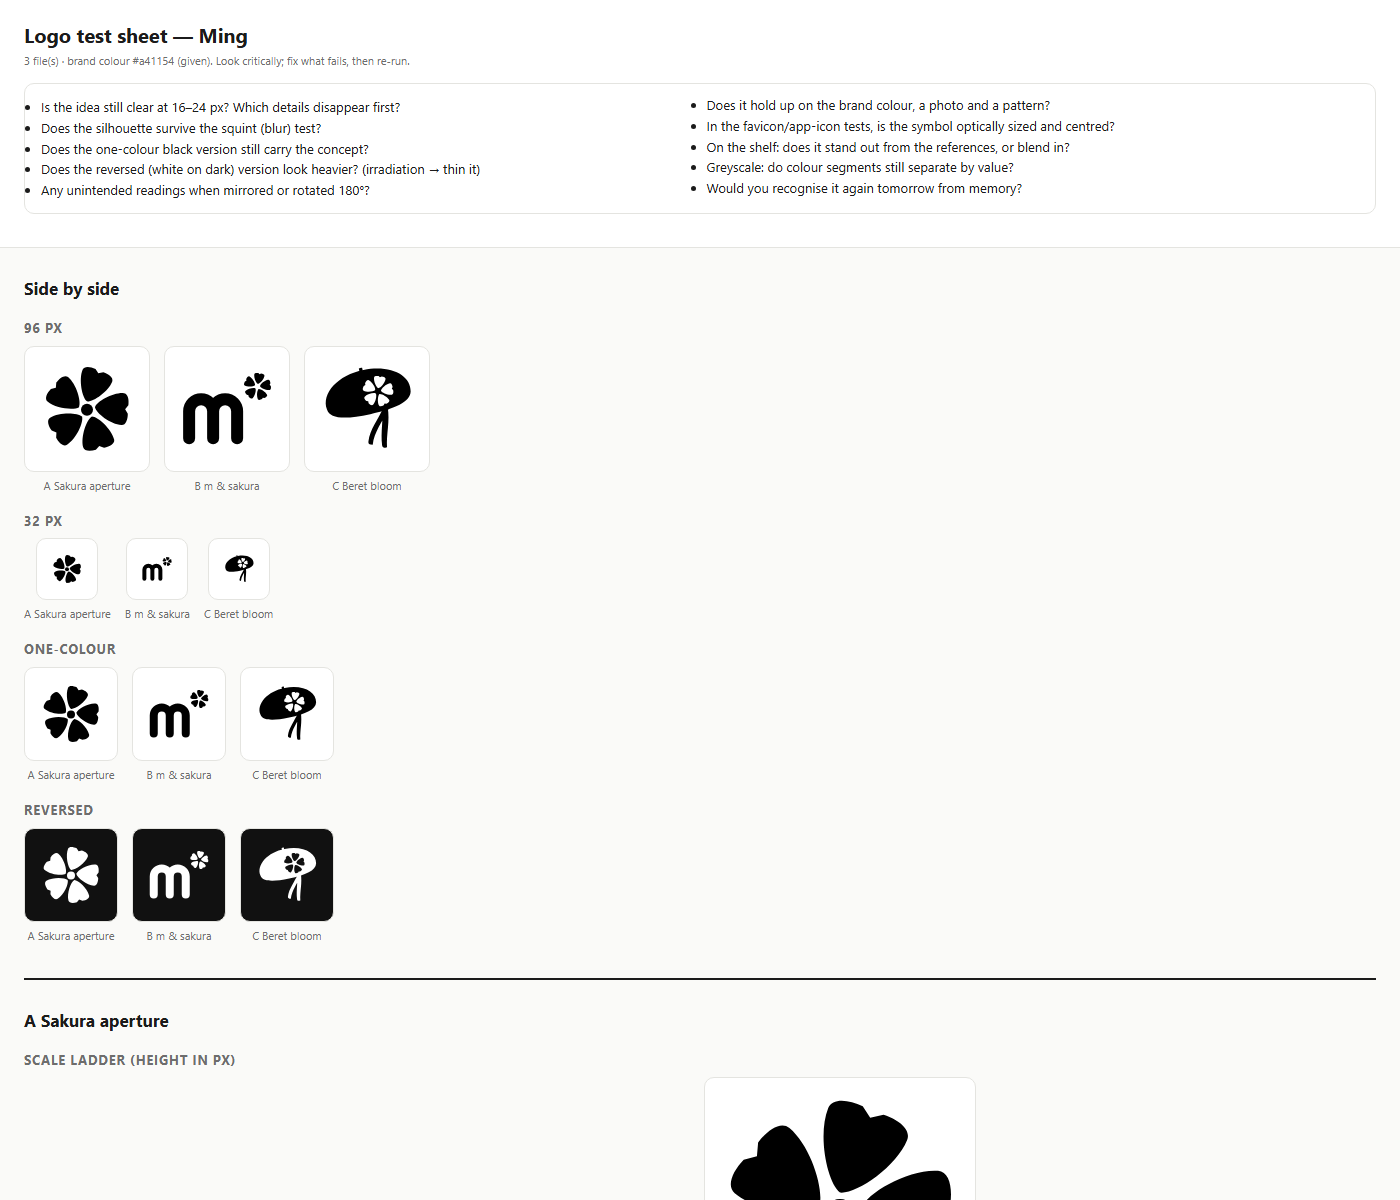 Logo test sheet — Ming
3 file(s) · brand colour #a41154 (given). Look critically; fix what fails, then re-run.
Is the idea still clear at 16–24 px? Which details disappear first?
Does the silhouette survive the squint (blur) test?
Does the one-colour black version still carry the concept?
Does the reversed (white on dark) version look heavier? (irradiation → thin it)
Any unintended readings when mirrored or rotated 180°?
Does it hold up on the brand colour, a photo and a pattern?
In the favicon/app-icon tests, is the symbol optically sized and centred?
On the shelf: does it stand out from the references, or blend in?
Greyscale: do colour segments still separate by value?
Would you recognise it again tomorrow from memory?
Side by side
96 PX
m
A Sakura aperture B m & sakura C Beret bloom
32 PX
m
A Sakura aperture B m & sakura C Beret bloom
ONE-COLOUR
m
A Sakura aperture B m & sakura C Beret bloom
REVERSED
m
A Sakura aperture B m & sakura C Beret bloom
A Sakura aperture
SCALE LADDER (HEIGHT IN PX)